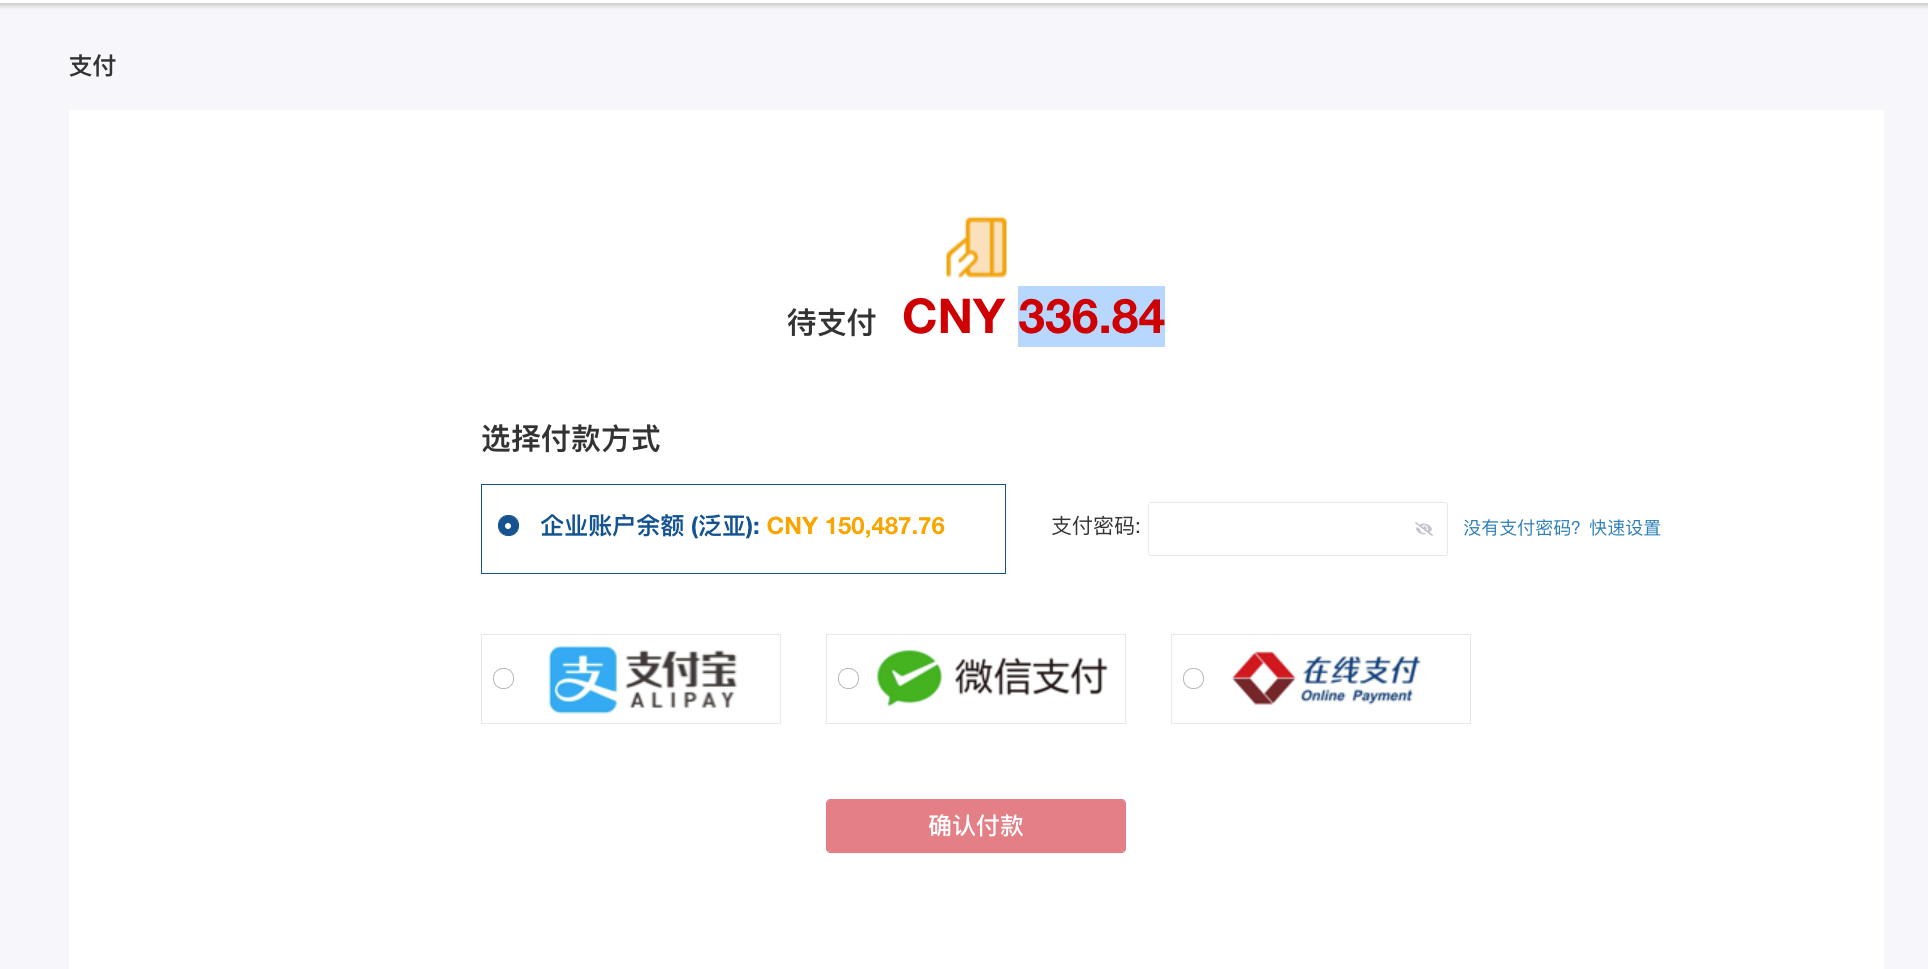 支付
待支付 CNY 336.84
选择付款方式
企业账户余额 (泛亚): CNY 150,487.76
支付密码:
没有支付密码? 快速设置
支付宝
ALIPAY
微信支付
在线支付
Online Payment
确认付款